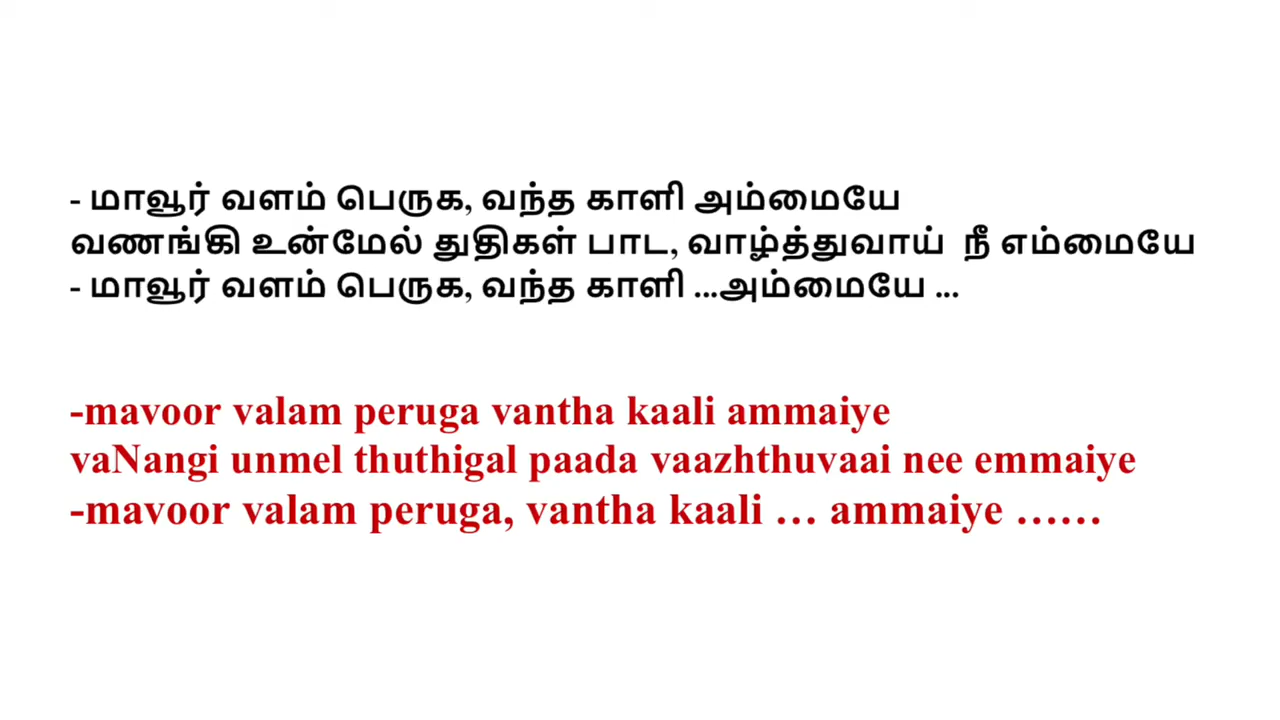 - மாவூர் வளம் பெருக, வந்த காளி அம்மையே
வணங்கி உன்மேல் துதிகள் பாட, வாழ்த்துவாய் நீ எம்மையே
- மாவூர் வளம் பெருக, வந்த காளி ...அம்மையே ...
-mavoor valam peruga vantha kaali ammaiye
vaNangi unmel thuthigal paada vaazhthuvaai nee emmaiye
-mavoor valam peruga, vantha kaali … ammaiye ……